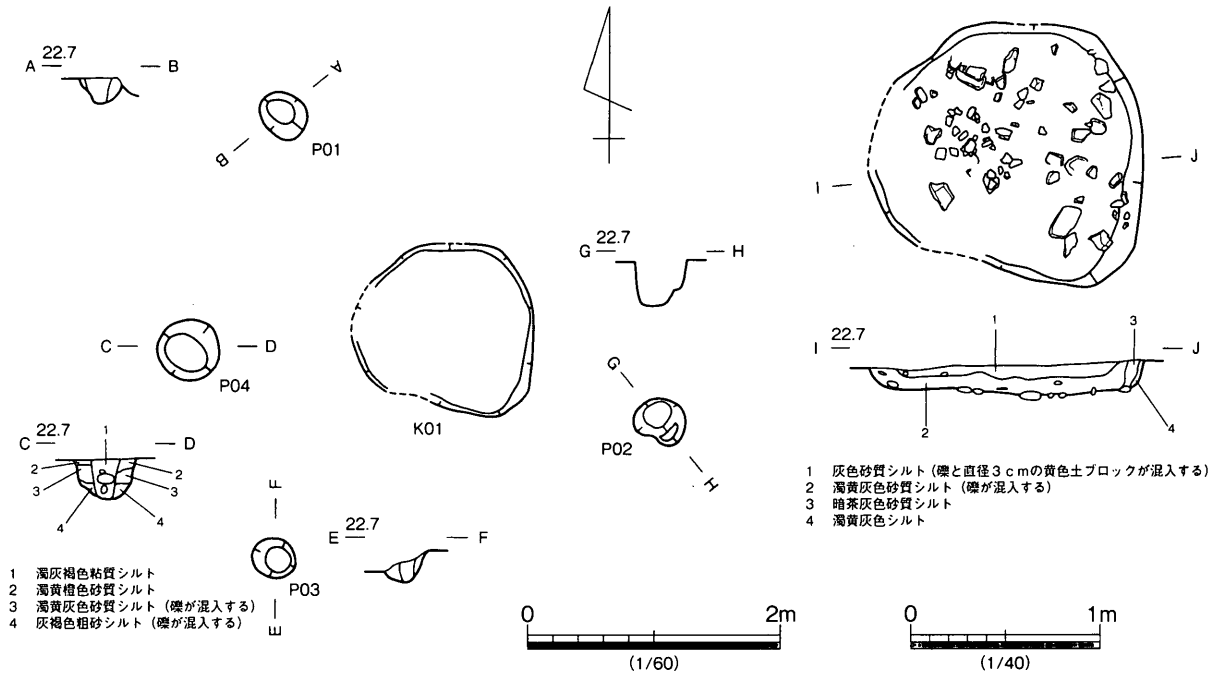 22.7
A B
A
B
P01
I J
G 22.7 H
C D
P04
K01
G
P02
H
I 22.7 J
1 3
2 4
C 22.7 D
1
2 2
3 3
4 4
F
E
P03
E 22.7 F
1 灰色砂質シルト(礫と直径3cmの黄色土ブロックが混入する)
2 濁黄灰色砂質シルト(礫が混入する)
3 暗茶灰色砂質シルト
4 濁黄灰色シルト
1 濁灰褐色粘質シルト
2 濁黄橙色砂質シルト
3 濁黄灰色砂質シルト(礫が混入する)
4 灰褐色粗砂シルト(礫が混入する)
0 2m
(1/60)
0 1m
(1/40)